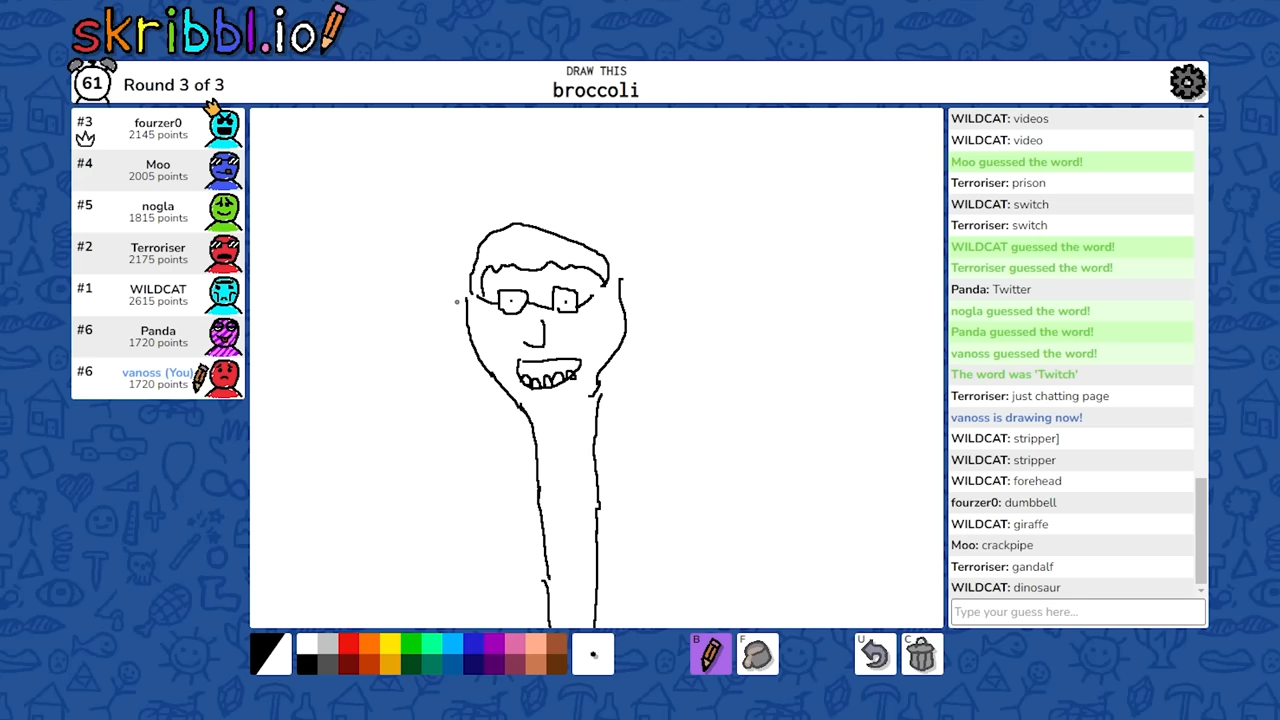 skribbl.io
61
Round 3 of 3
DRAW THIS
broccoli
#3
fourzer0
2145 points
#4
Moo
2005 points
#5
nogla
1815 points
#2
Terroriser
2175 points
#1
WILDCAT
2615 points
#6
Panda
1720 points
#6
vanoss (You)
1720 points
WILDCAT: videos
WILDCAT: video
Moo guessed the word!
Terroriser: prison
WILDCAT: switch
Terroriser: switch
WILDCAT guessed the word!
Terroriser guessed the word!
Panda: Twitter
nogla guessed the word!
Panda guessed the word!
vanoss guessed the word!
The word was 'Twitch'
Terroriser: just chatting page
vanoss is drawing now!
WILDCAT: stripper]
WILDCAT: stripper
WILDCAT: forehead
fourzer0: dumbbell
WILDCAT: giraffe
Moo: crackpipe
Terroriser: gandalf
WILDCAT: dinosaur
Type your guess here...
B
F
U
C